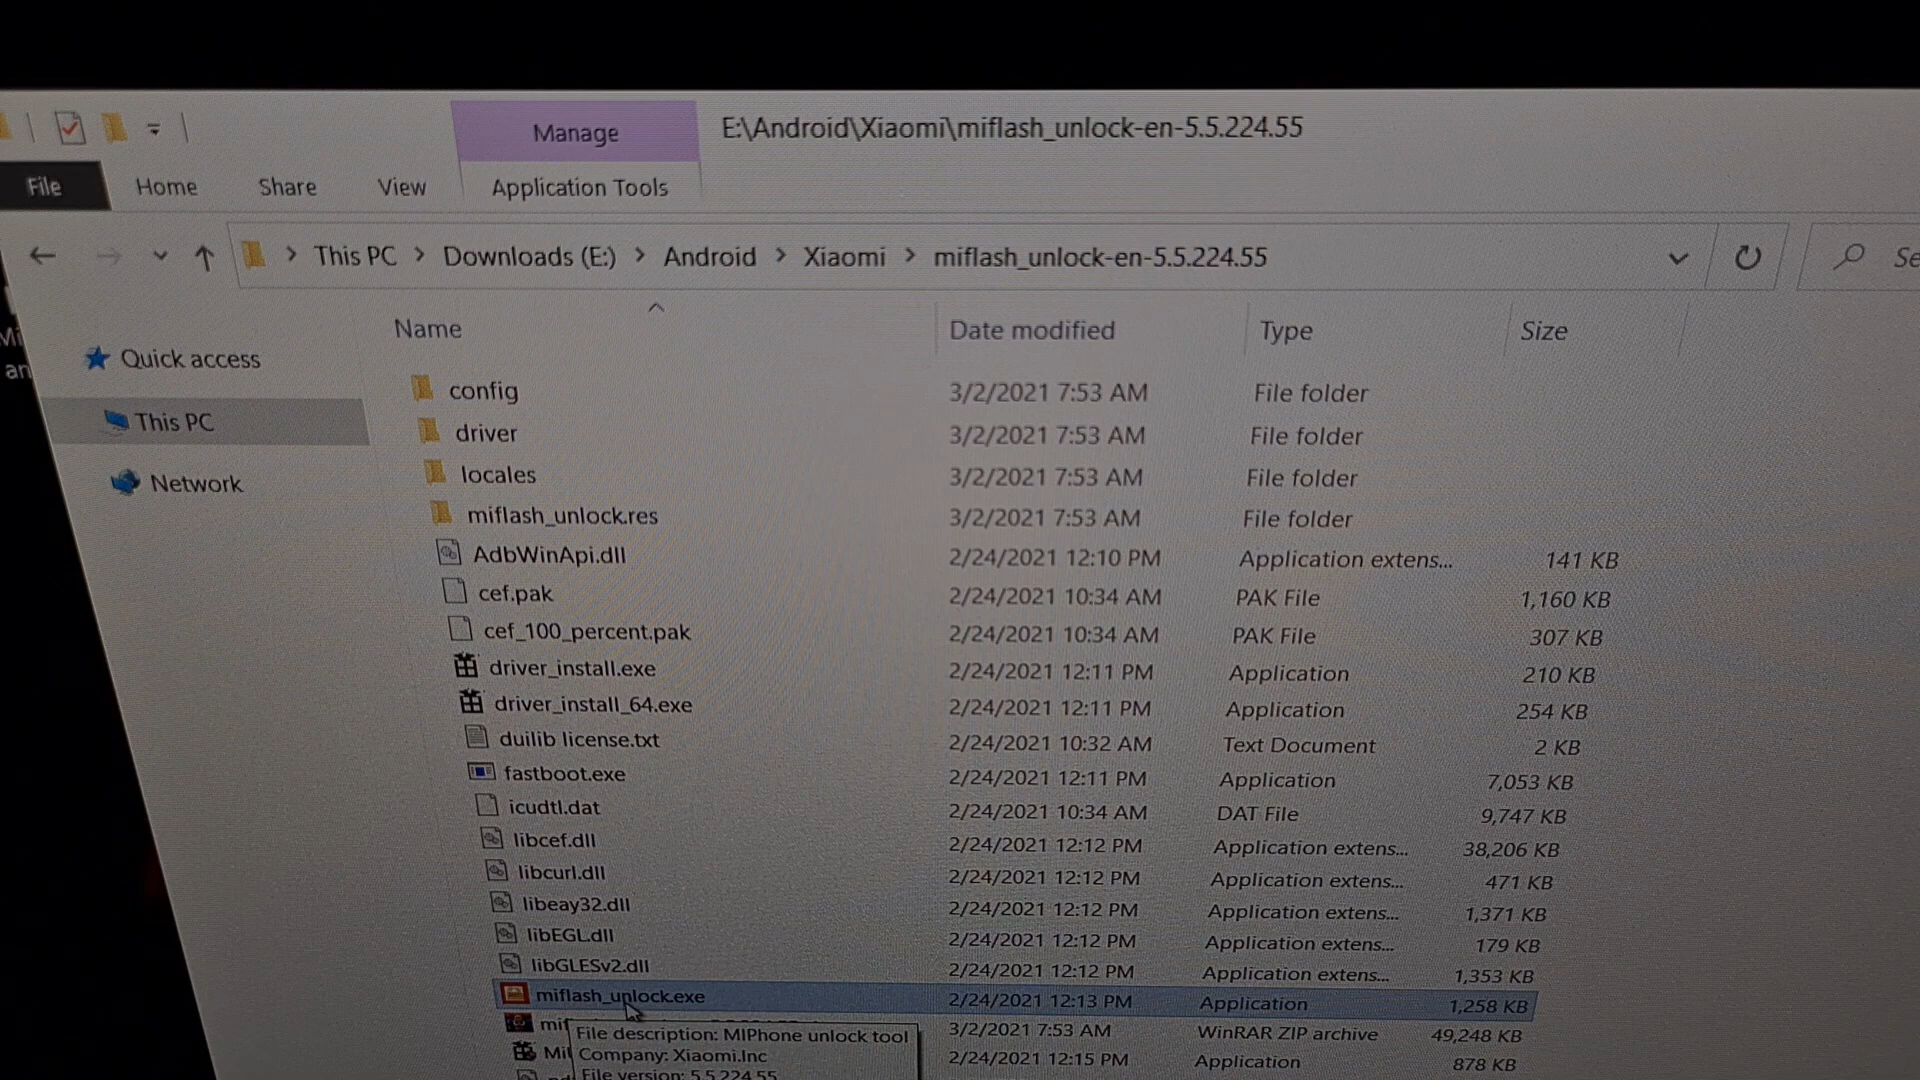 Manage
E:\Android\Xiaomi\miflash_unlock-en-5.5.224.55
File Home Share View Application Tools
This PC > Downloads (E:) > Android > Xiaomi > miflash_unlock-en-5.5.224.55
Name Date modified Type Size
Quick access
This PC
Network
config 3/2/2021 7:53 AM File folder
driver 3/2/2021 7:53 AM File folder
locales 3/2/2021 7:53 AM File folder
miflash_unlock.res 3/2/2021 7:53 AM File folder
AdbWinApi.dll 2/24/2021 12:10 PM Application extens... 141 KB
cef.pak 2/24/2021 10:34 AM PAK File 1,160 KB
cef_100_percent.pak 2/24/2021 10:34 AM PAK File 307 KB
driver_install.exe 2/24/2021 12:11 PM Application 210 KB
driver_install_64.exe 2/24/2021 12:11 PM Application 254 KB
duilib license.txt 2/24/2021 10:32 AM Text Document 2 KB
fastboot.exe 2/24/2021 12:11 PM Application 7,053 KB
icudtl.dat 2/24/2021 10:34 AM DAT File 9,747 KB
libcef.dll 2/24/2021 12:12 PM Application extens... 38,206 KB
libcurl.dll 2/24/2021 12:12 PM Application extens... 471 KB
libeay32.dll 2/24/2021 12:12 PM Application extens... 1,371 KB
libEGL.dll 2/24/2021 12:12 PM Application extens... 179 KB
libGLESv2.dll 2/24/2021 12:12 PM Application extens... 1,353 KB
miflash_unlock.exe 2/24/2021 12:13 PM Application 1,258 KB
3/2/2021 7:53 AM WinRAR ZIP archive 49,248 KB
2/24/2021 12:15 PM Application 878 KB
File description: MIPhone unlock tool
Company: Xiaomi.Inc
File version: 5.5.224.55